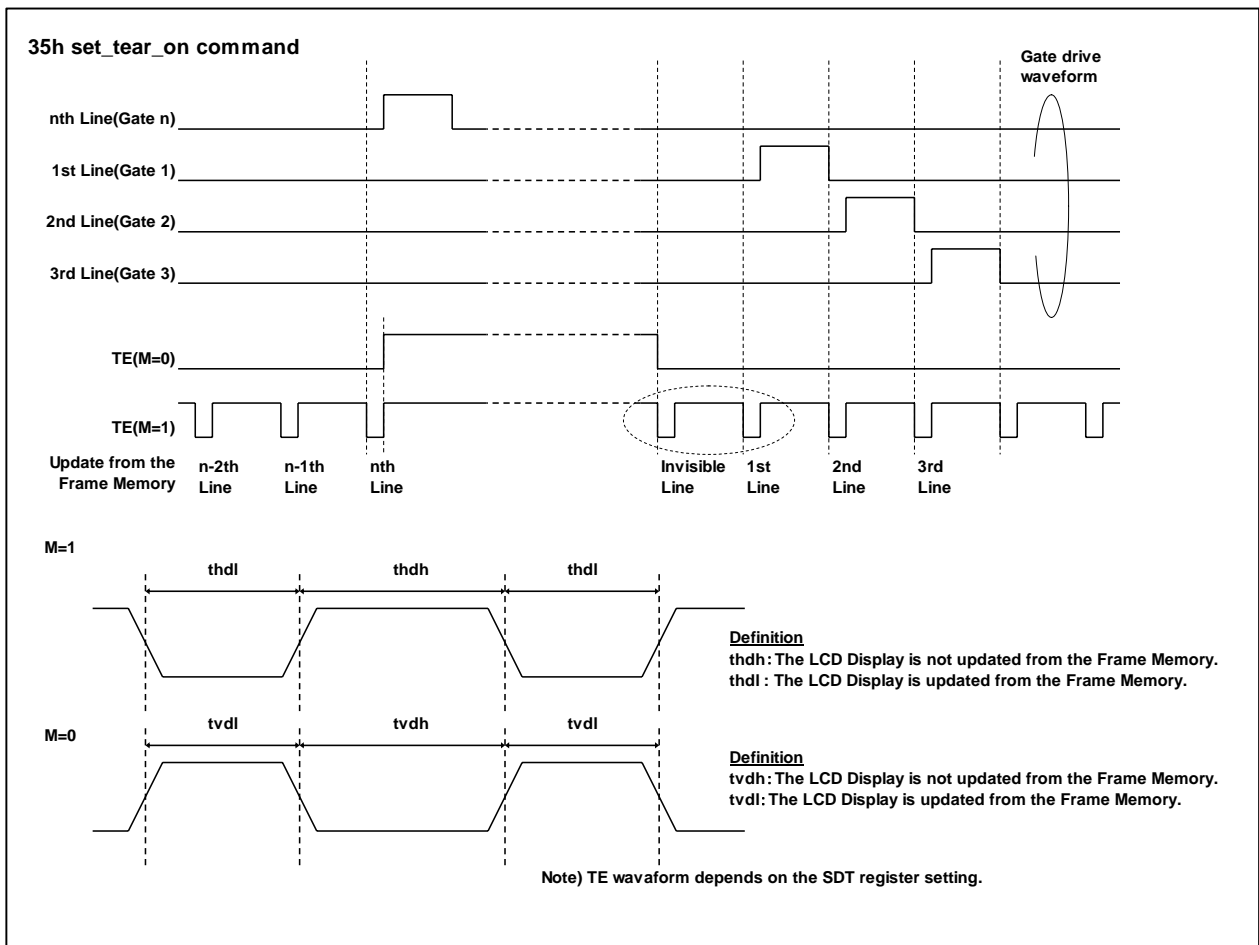 35h set_tear_on command
Gate drive
waveform
nth Line(Gate n)
1st Line(Gate 1)
2nd Line(Gate 2)
3rd Line(Gate 3)
TE(M=0)
TE(M=1)
Update from the
Frame Memory
n-2th
Line
n-1th
Line
nth
Line
Invisible
Line
1st
Line
2nd
Line
3rd
Line
M=1
thdl
thdh
thdl
Definition
thdh: The LCD Display is not updated from the Frame Memory.
thdl : The LCD Display is updated from the Frame Memory.
M=0
tvdl
tvdh
tvdl
Definition
tvdh: The LCD Display is not updated from the Frame Memory.
tvdl: The LCD Display is updated from the Frame Memory.
Note) TE wavaform depends on the SDT register setting.